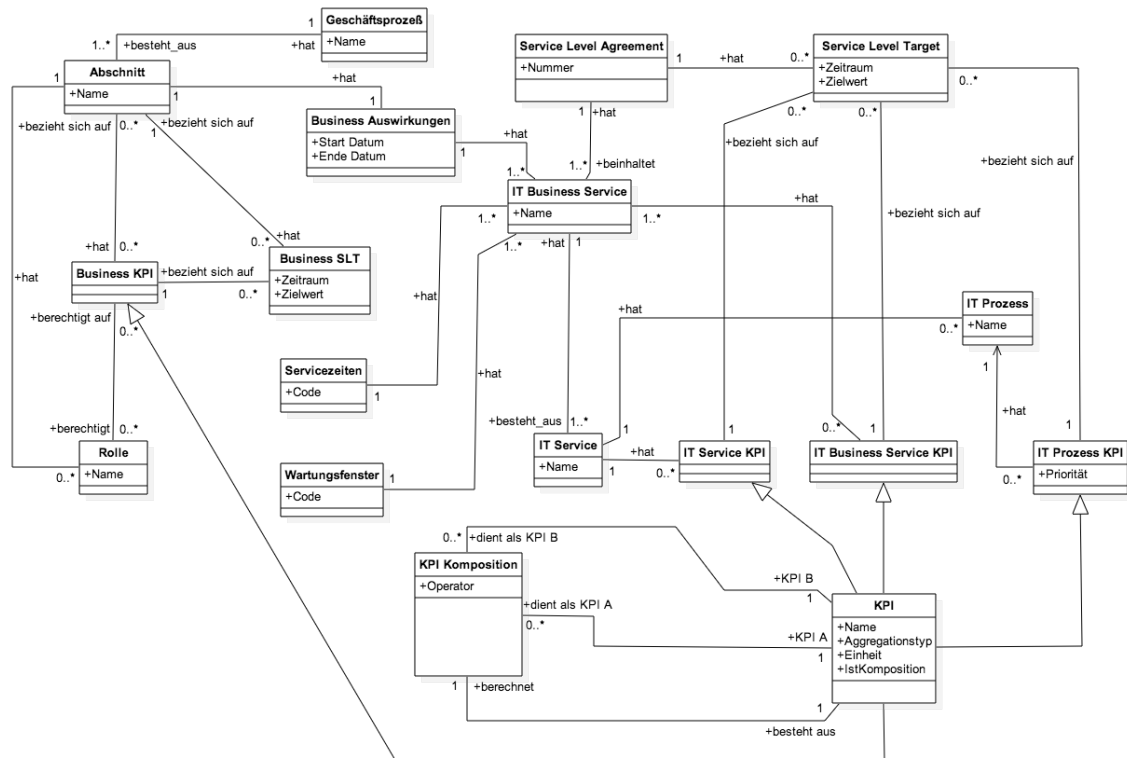 1
Geschäftsprozeß
+Name
1..*
+besteht_aus
+hat
Abschnitt
+Name
1
1
+hat
1
+bezieht sich auf
0..*
1
+bezieht sich auf
Business Auswirkungen
+Start Datum
+Ende Datum
1
+hat
1..*
Service Level Agreement
+Nummer
1
+hat
0..*
1
+hat
Service Level Target
+Zeitraum
+Zielwert
0..*
0..*
0..*
+bezieht sich auf
+bezieht sich auf
+bezieht sich auf
1..*
+beinhaltet
IT Business Service
+Name
1..*
1..*
+hat
1
1..*
+hat
+hat
0..*
0..*
+hat
Business KPI
+bezieht sich auf
1
0..*
Business SLT
+Zeitraum
+Zielwert
+hat
+berechtigt auf
0..*
+hat
+hat
+hat
0..*
IT Prozess
+Name
1
+hat
Servicezeiten
+Code
1
+besteht_aus
1..*
1
1
0..*
1
1
+berechtigt
0..*
Rolle
+Name
0..*
Wartungsfenster
+Code
1
IT Service
+Name
1
+hat
0..*
IT Service KPI
IT Business Service KPI
IT Prozess KPI
+Priorität
0..*
0..*
+dient als KPI B
KPI Komposition
+Operator
+dient als KPI A
0..*
+KPI B
1
+KPI A
1
KPI
+Name
+Aggregationstyp
+Einheit
+IstKomposition
1
+berechnet
1
+besteht aus